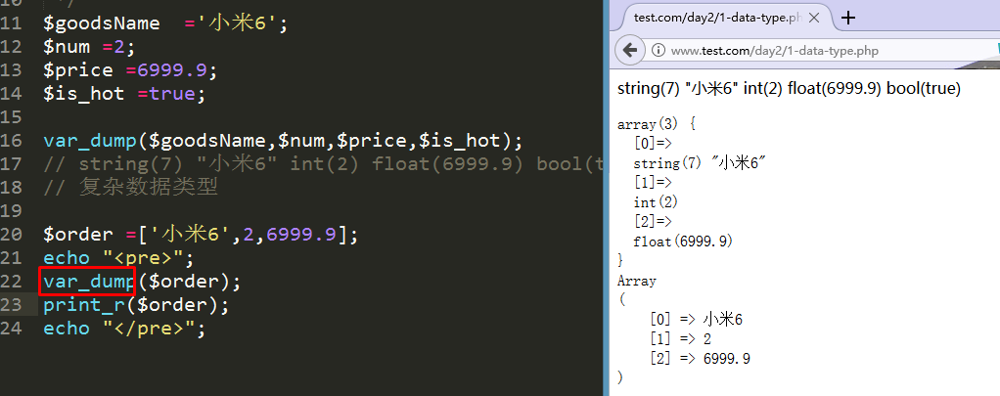 10 */
11 $goodsName ='小米6';
12 $num =2;
13 $price =6999.9;
14 $is_hot =true;
15
16 var_dump($goodsName,$num,$price,$is_hot);
17 // string(7) "小米6" int(2) float(6999.9) bool(t
18 // 复杂数据类型
19
20 $order =['小米6',2,6999.9];
21 echo "<pre>";
22 var_dump($order);
23 print_r($order);
24 echo "</pre>";
test.com/day2/1-data-type.ph
www.test.com/day2/1-data-type.php
string(7) "小米6" int(2) float(6999.9) bool(true)
array(3) {
[0]=>
string(7) "小米6"
[1]=>
int(2)
[2]=>
float(6999.9)
}
Array
(
[0] => 小米6
[1] => 2
[2] => 6999.9
)